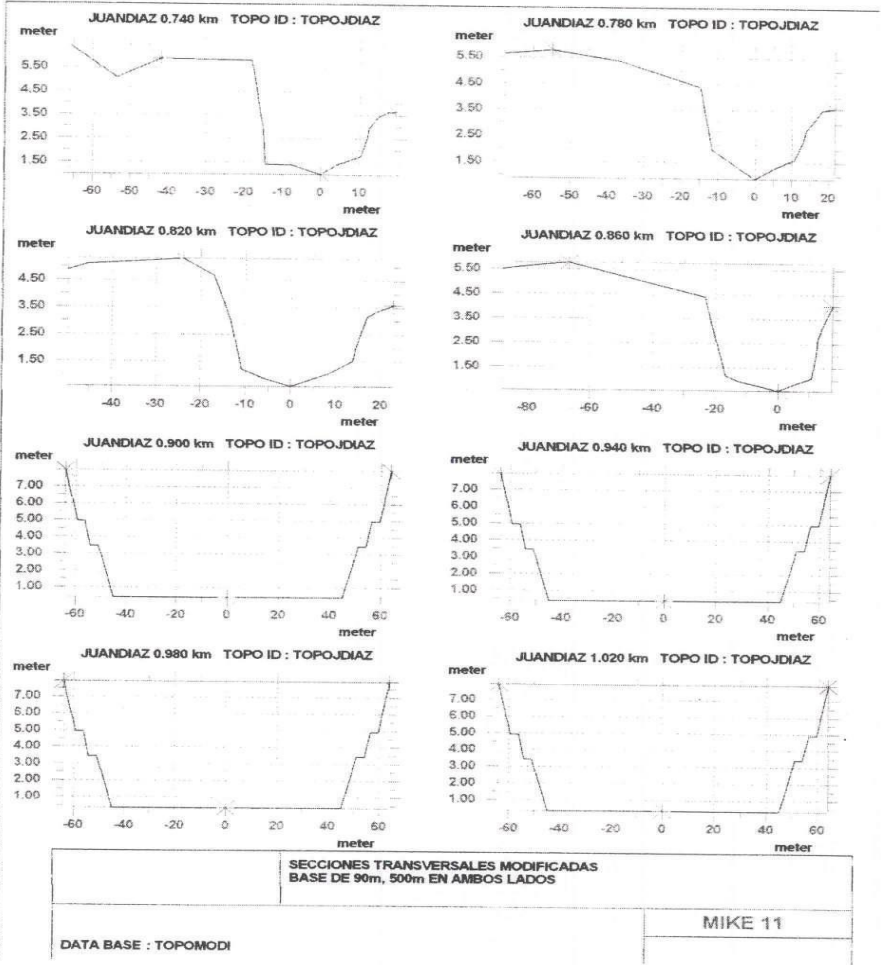 JUANDIAZ 0.740 km TOPO ID : TOPOJDIAZ
meter
5.50
4.50
3.50
2.50
1.50
-60 -50 -40 -30 -20 -10 0 10
meter
JUANDIAZ 0.780 km TOPO ID : TOPOJDIAZ
meter
5.50
4.50
3.50
2.50
1.50
-60 -50 -40 -30 -20 -10 0 10 20
meter
JUANDIAZ 0.820 km TOPO ID : TOPOJDIAZ
meter
4.50
3.50
2.50
1.50
-40 -30 -20 -10 0 10 20
meter
JUANDIAZ 0.860 km TOPO ID : TOPOJDIAZ
meter
5.50
4.50
3.50
2.50
1.50
-80 -60 -40 -20 0
meter
JUANDIAZ 0.900 km TOPO ID : TOPOJDIAZ
meter
7.00
6.00
5.00
4.00
3.00
2.00
1.00
-60 -40 -20 0 20 40 60
meter
JUANDIAZ 0.940 km TOPO ID : TOPOJDIAZ
meter
7.00
6.00
5.00
4.00
3.00
2.00
1.00
-60 -40 -20 0 20 40 60
meter
JUANDIAZ 0.980 km TOPO ID : TOPOJDIAZ
meter
7.00
6.00
5.00
4.00
3.00
2.00
1.00
-60 -40 -20 0 20 40 60
meter
JUANDIAZ 1.020 km TOPO ID : TOPOJDIAZ
meter
7.00
6.00
5.00
4.00
3.00
2.00
1.00
-60 -40 -20 0 20 40 60
meter
SECCIONES TRANSVERSALES MODIFICADAS
BASE DE 90m, 500m EN AMBOS LADOS
MIKE 11
DATA BASE : TOPOMODI